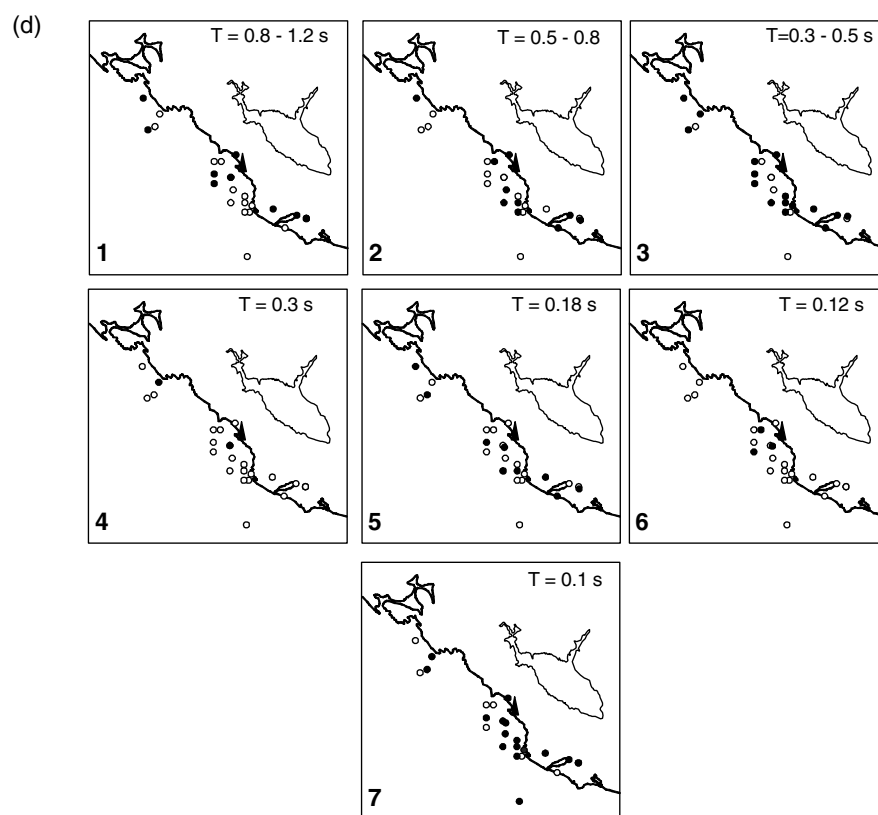 (d)
T = 0.8 - 1.2 s
1
T = 0.5 - 0.8
2
T=0.3 - 0.5 s
3
T = 0.3 s
4
T = 0.18 s
5
T = 0.12 s
6
T = 0.1 s
7